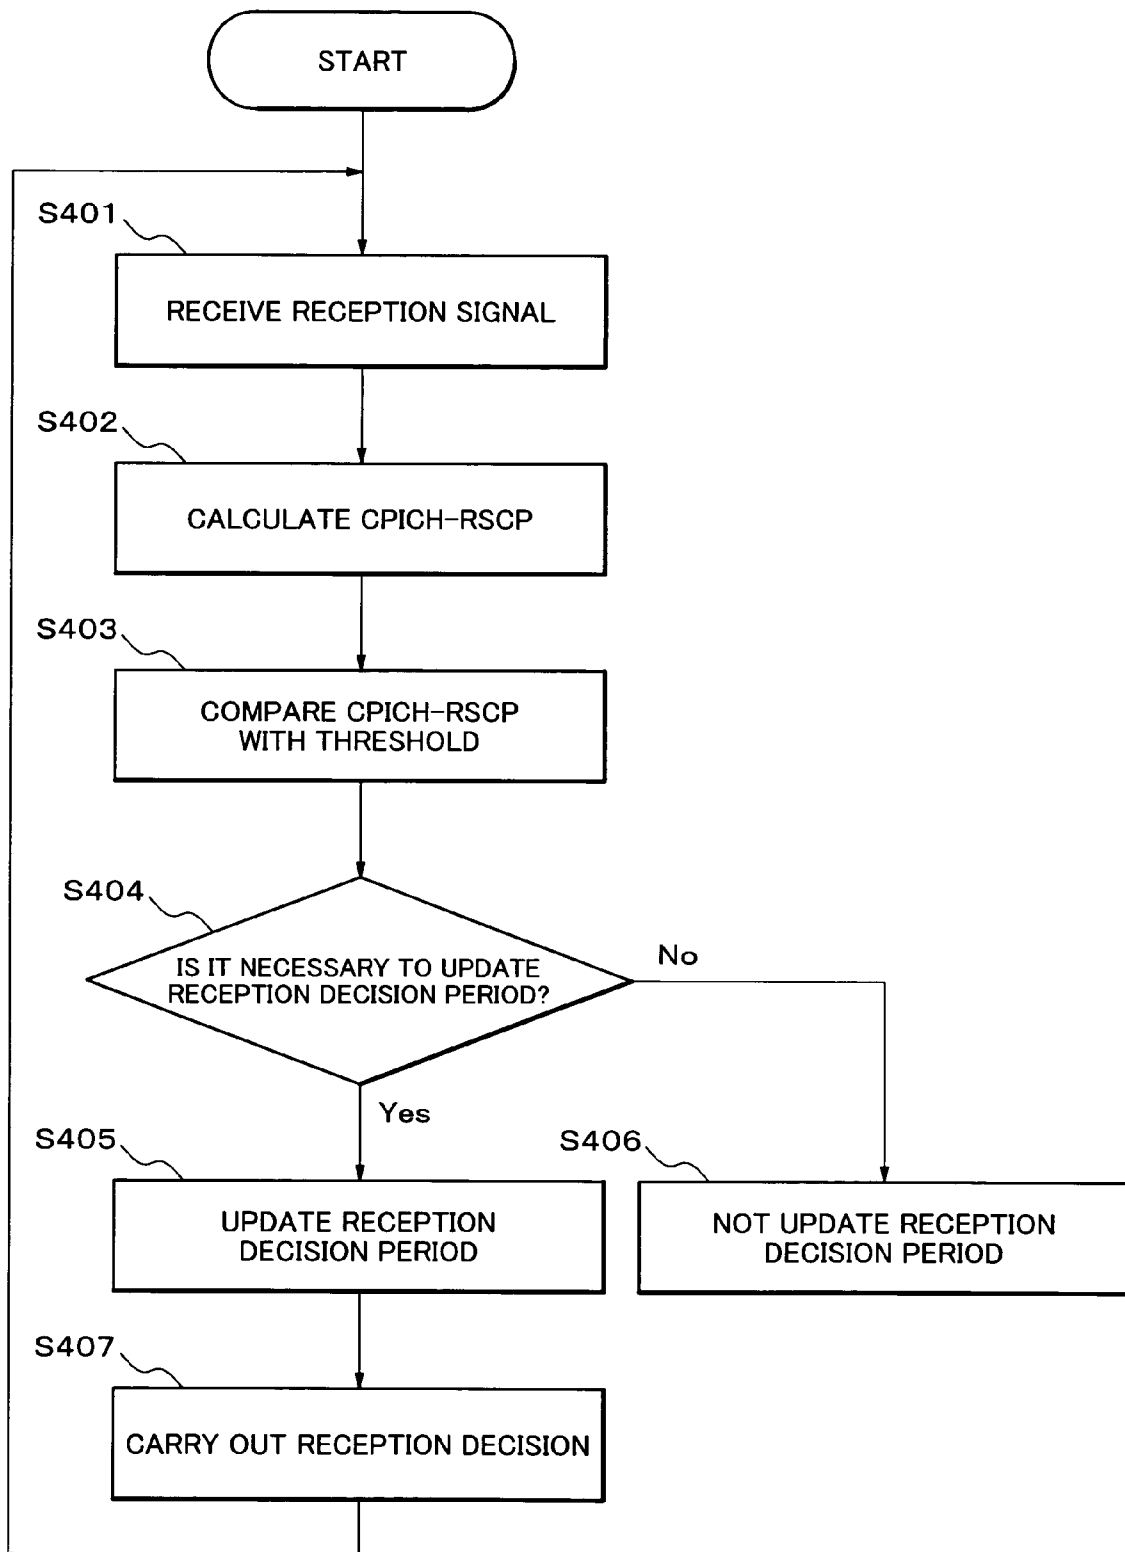 START
S401
RECEIVE RECEPTION SIGNAL
S402
CALCULATE CPICH-RSCP
S403
COMPARE CPICH-RSCP
WITH THRESHOLD
S404
IS IT NECESSARY TO UPDATE
RECEPTION DECISION PERIOD?
No
Yes
S405
UPDATE RECEPTION
DECISION PERIOD
S406
NOT UPDATE RECEPTION
DECISION PERIOD
S407
CARRY OUT RECEPTION DECISION